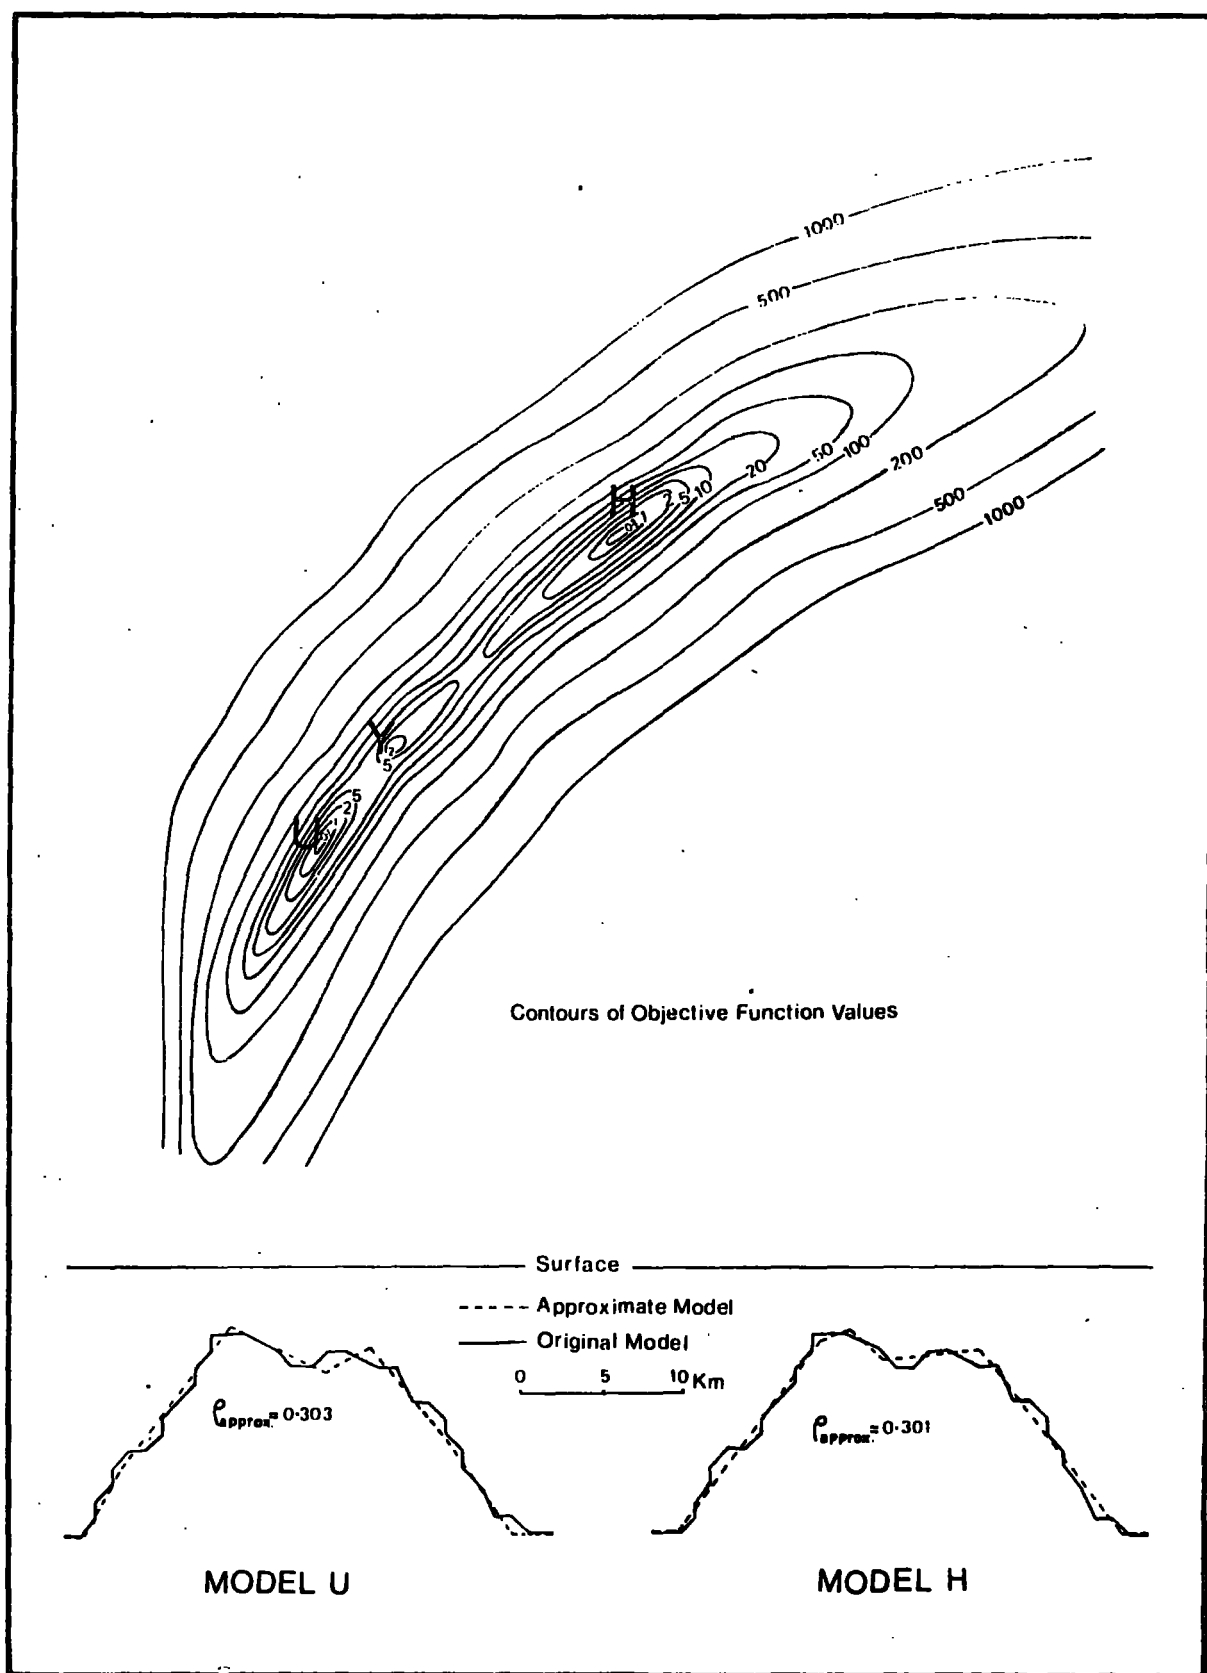 1000
500
H
2 5 10 20 50 100 200
500
1000
Y
5
U
5
2
1
Contours of Objective Function Values
Surface
Approximate Model
Original Model
0 5 10 Km
ρapprox.= 0·303
ρapprox.= 0·301
MODEL U
MODEL H